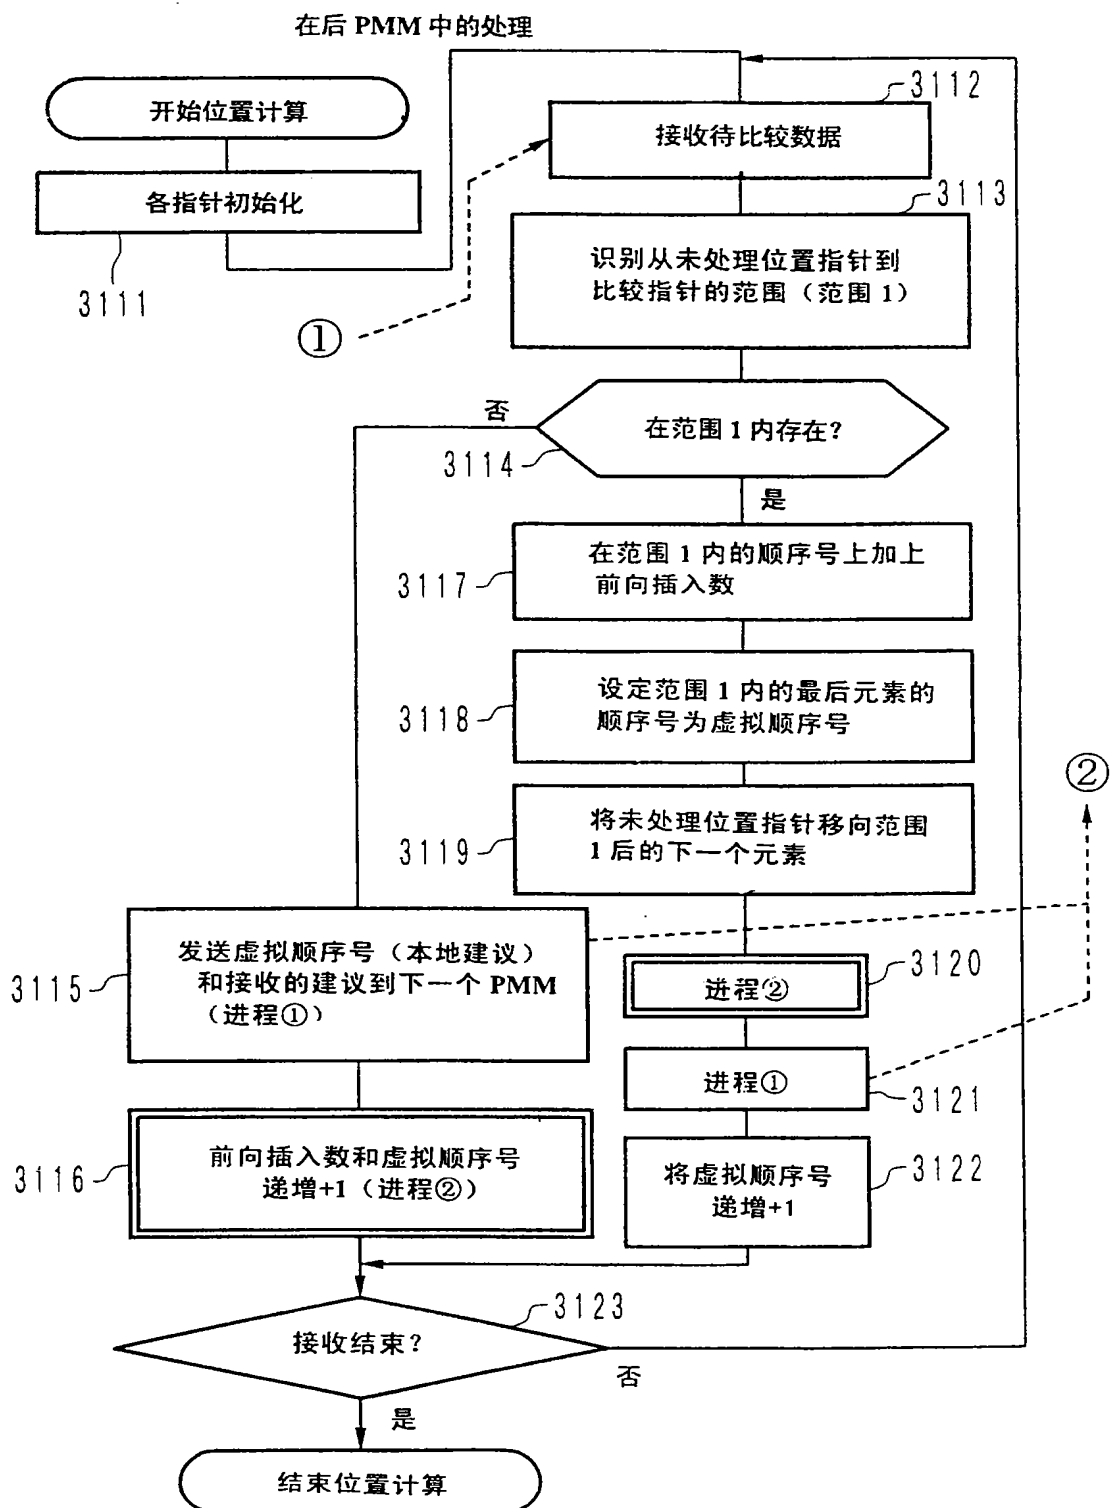 在后 PMM 中的处理
开始位置计算
各指针初始化
3111
①
3112
接收待比较数据
3113
识别从未处理位置指针到
比较指针的范围（范围 1）
否
在范围 1 内存在？
3114
是
在范围 1 内的顺序号上加上
前向插入数
3117
设定范围 1 内的最后元素的
顺序号为虚拟顺序号
3118
②
将未处理位置指针移向范围
1 后的下一个元素
3119
发送虚拟顺序号（本地建议）
和接收的建议到下一个 PMM
（进程①）
3115
进程②
3120
进程①
3121
前向插入数和虚拟顺序号
递增+1（进程②）
3116
将虚拟顺序号
递增+1
3122
接收结束？
3123
否
是
结束位置计算